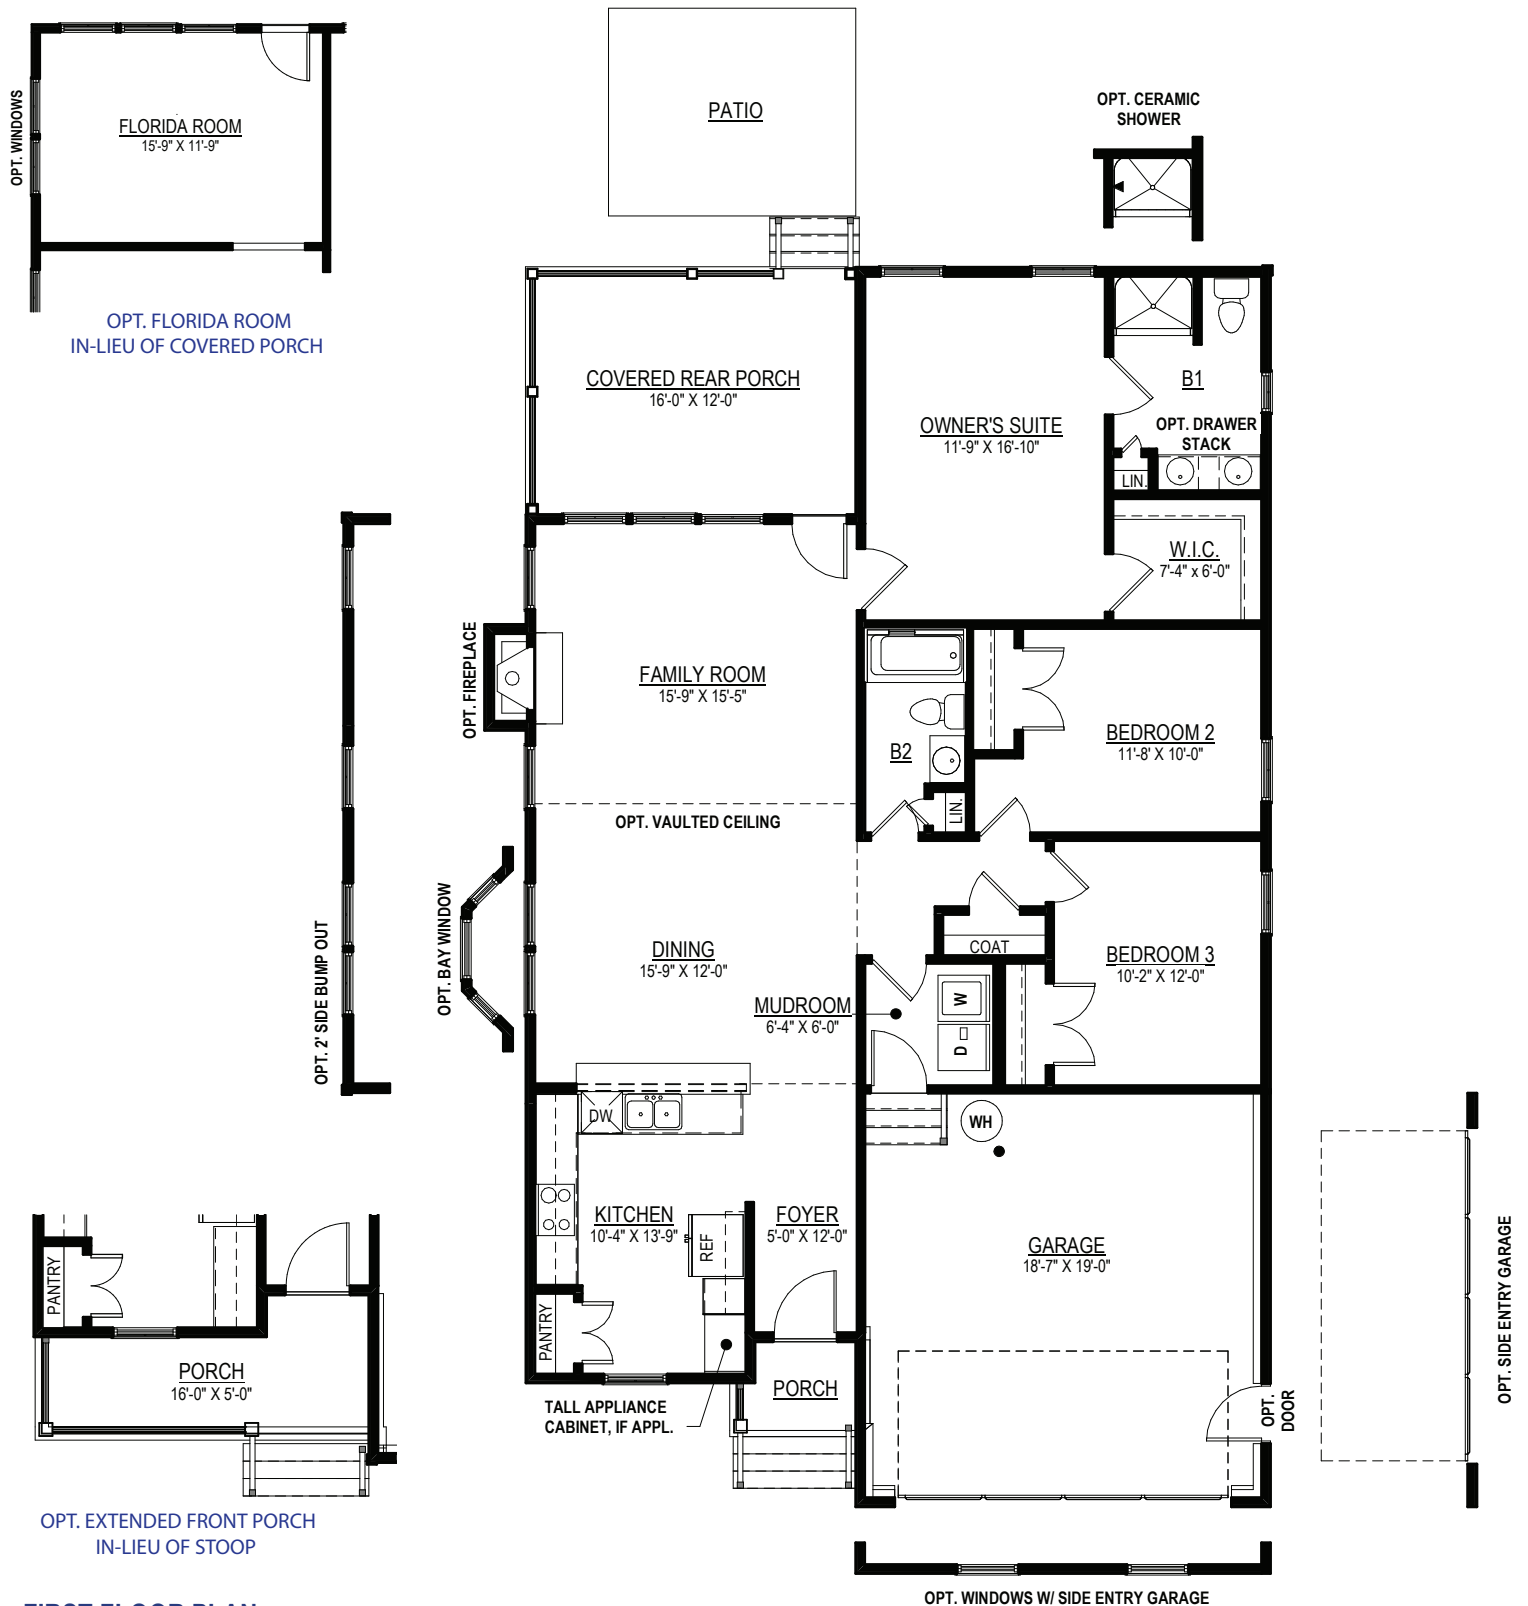 FLORIDA ROOM
15'-9" X 11'-9"
OPT. WINDOWS
OPT. FLORIDA ROOM
IN-LIEU OF COVERED PORCH
PATIO
OPT. CERAMIC
SHOWER
COVERED REAR PORCH
16'-0" X 12'-0"
OWNER'S SUITE
11'-9" X 16'-10"
B1
OPT. DRAWER
STACK
LIN.
W.I.C.
7'-4" x 6'-0"
OPT. FIREPLACE
FAMILY ROOM
15'-9" X 15'-5"
B2
LIN.
BEDROOM 2
11'-8' X 10'-0"
OPT. VAULTED CEILING
OPT. 2' SIDE BUMP OUT
OPT. BAY WINDOW
DINING
15'-9" X 12'-0"
COAT
BEDROOM 3
10'-2" X 12'-0"
MUDROOM
6'-4" X 6'-0"
W
D
DW
WH
KITCHEN
10'-4" X 13'-9"
REF
FOYER
5'-0" X 12'-0"
GARAGE
18'-7" X 19'-0"
OPT. SIDE ENTRY GARAGE
PANTRY
PANTRY
PORCH
16'-0" X 5'-0"
PORCH
TALL APPLIANCE
CABINET, IF APPL.
OPT.
DOOR
OPT. EXTENDED FRONT PORCH
IN-LIEU OF STOOP
OPT. WINDOWS W/ SIDE ENTRY GARAGE
FIRST FLOOR PLAN